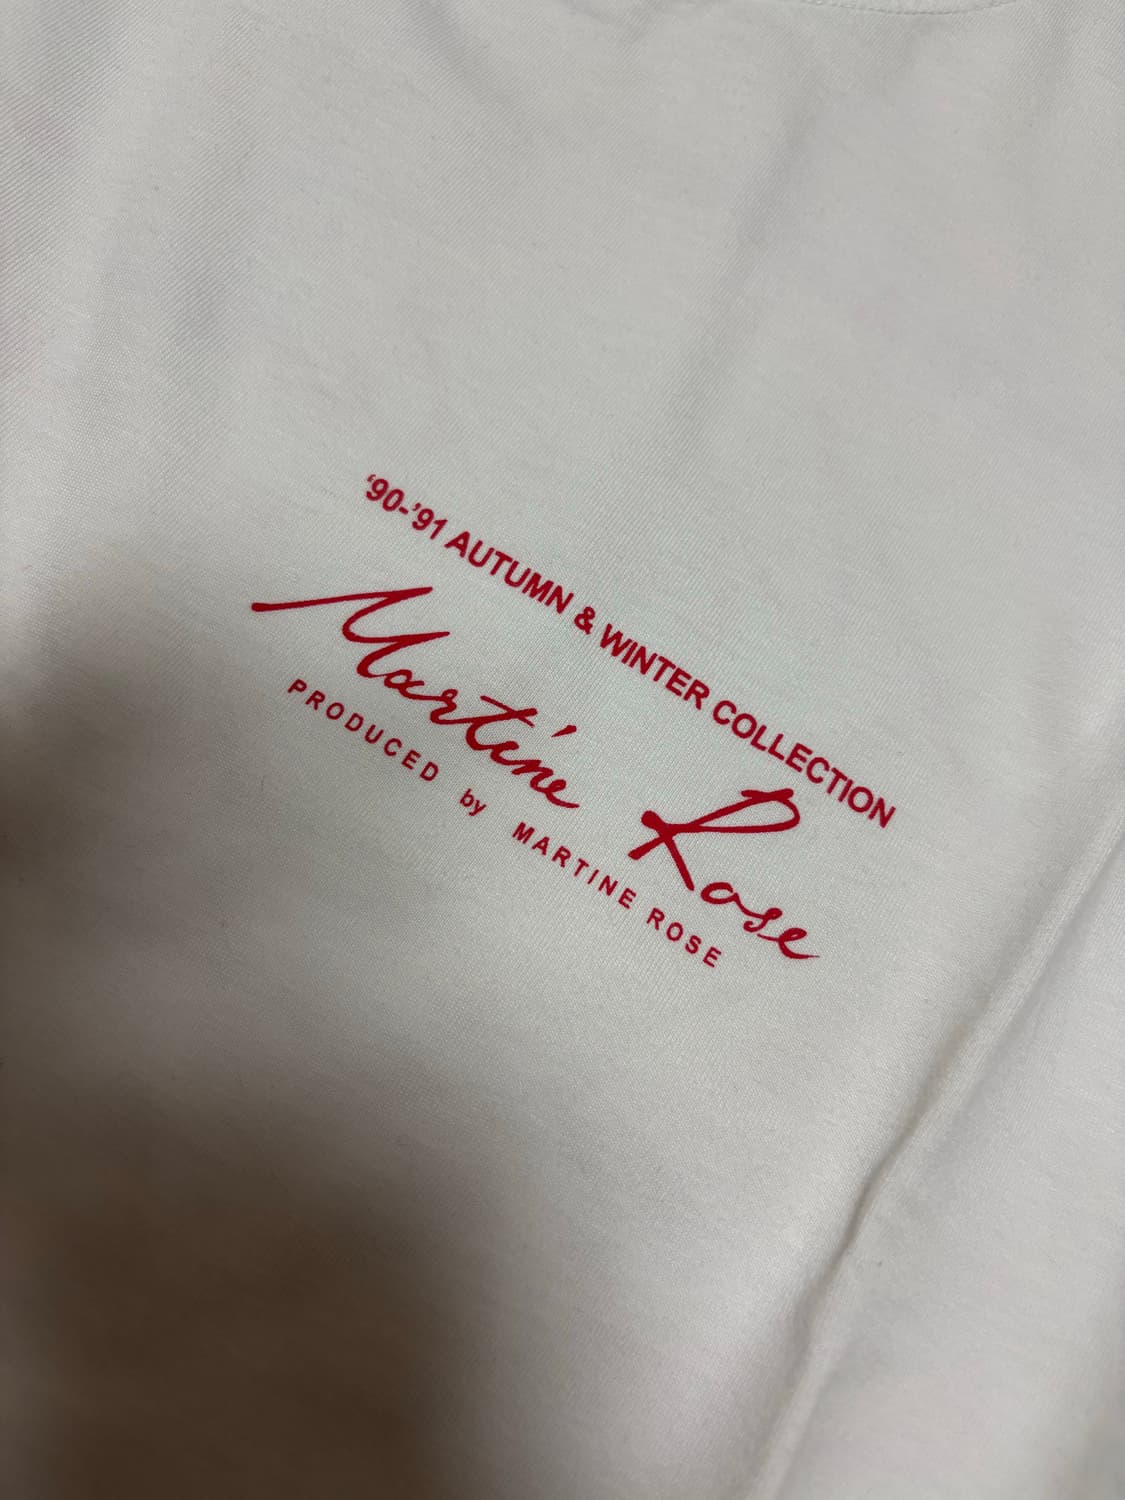 ‘90-’91 AUTUMN & WINTER COLLECTION
Martine Rose
PRODUCED by MARTINE ROSE